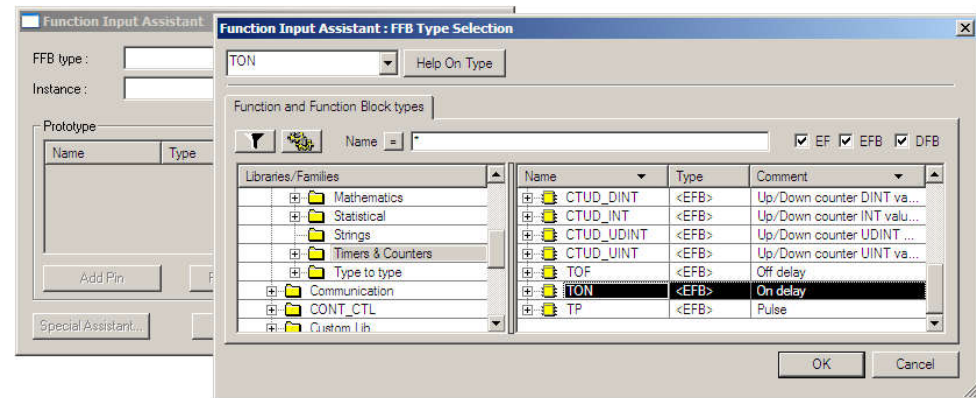 Function Input Assistant
FFB type :
Instance :
Prototype
Name Type
Add Pin
Special Assistant...
Function Input Assistant : FFB Type Selection
TON Help On Type
Function and Function Block types
Name = * EF EFB DFB
Libraries/Families
Mathematics
Statistical
Strings
Timers & Counters
Type to type
Communication
CONT_CTL
Custom Lib
Name Type Comment
CTUD_DINT <EFB> Up/Down counter DINT va...
CTUD_INT <EFB> Up/Down counter INT valu...
CTUD_UDINT <EFB> Up/Down counter UDINT ...
CTUD_UINT <EFB> Up/Down counter UINT va...
TOF <EFB> Off delay
TON <EFB> On delay
TP <EFB> Pulse
OK Cancel